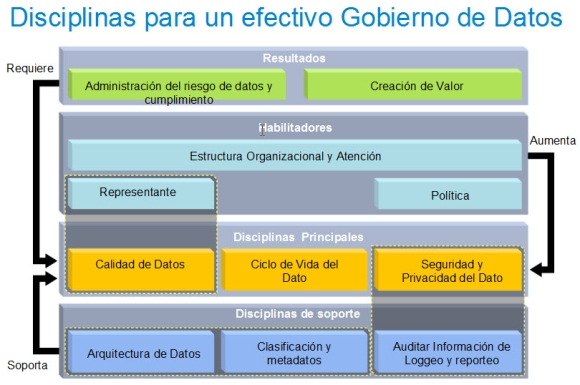 Disciplinas para un efectivo Gobierno de Datos
Resultados
Requiere
Administración del riesgo de datos y
cumplimiento
Creación de Valor
Habilitadores
Estructura Organizacional y Atención
Aumenta
Representante
Política
Disciplinas Principales
Calidad de Datos
Ciclo de Vida del
Dato
Seguridad y
Privacidad del Dato
Disciplinas de soporte
Arquitectura de Datos
Clasificación y
metadatos
Auditar Información de
Loggeo y reporteo
Soporta